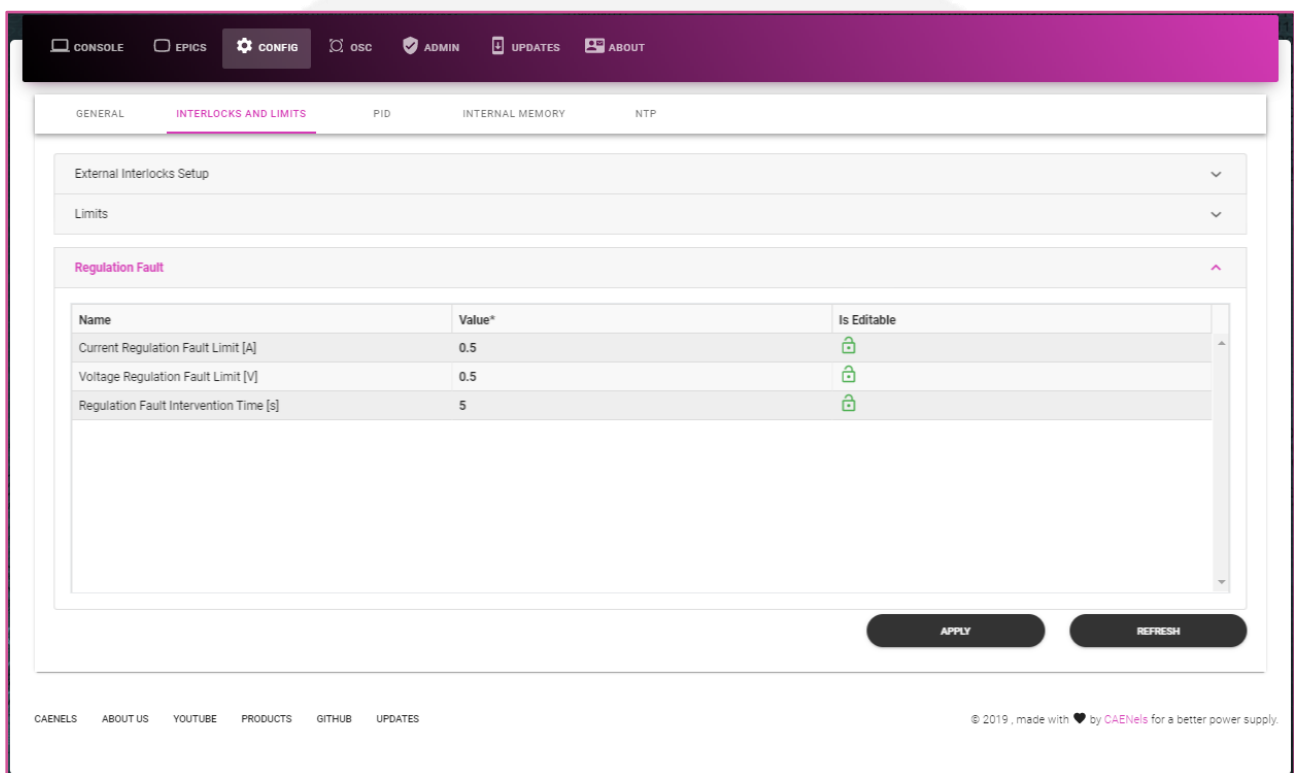 CONSOLE EPICS CONFIG OSC ADMIN UPDATES ABOUT
GENERAL INTERLOCKS AND LIMITS PID INTERNAL MEMORY NTP
External Interlocks Setup
Limits
Regulation Fault
Name Value* Is Editable
Current Regulation Fault Limit [A] 0.5
Voltage Regulation Fault Limit [V] 0.5
Regulation Fault Intervention Time [s] 5
APPLY REFRESH
CAENELS ABOUT US YOUTUBE PRODUCTS GITHUB UPDATES © 2019 , made with ♥ by CAENels for a better power supply.